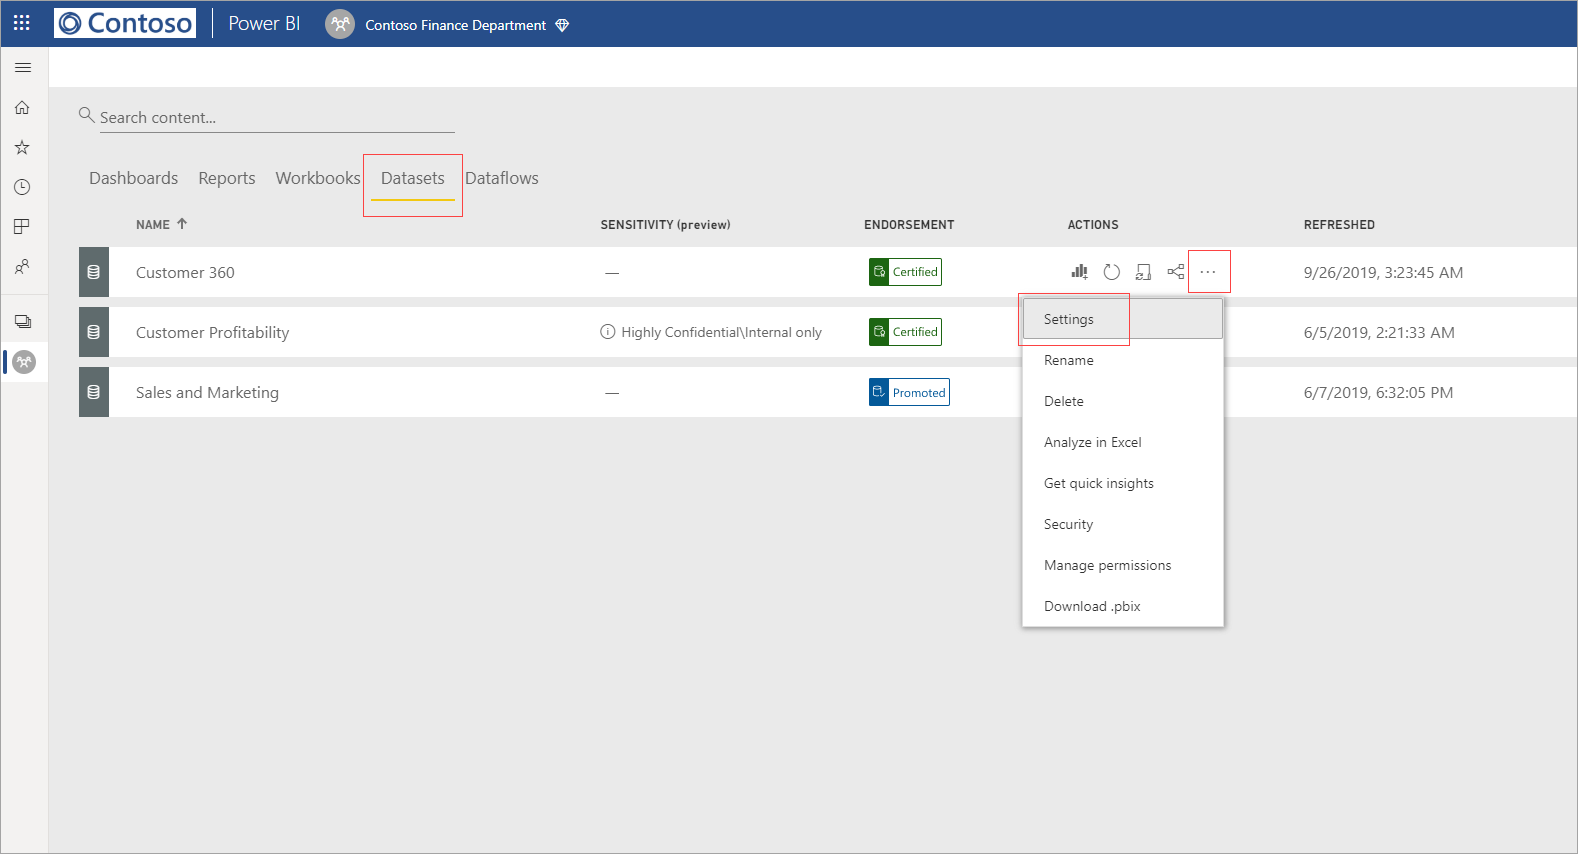 Contoso Power BI Contoso Finance Department
Search content...
Dashboards Reports Workbooks Datasets Dataflows
NAME SENSITIVITY (preview) ENDORSEMENT ACTIONS REFRESHED
Customer 360 — Certified ... 9/26/2019, 3:23:45 AM
Customer Profitability Highly Confidential\Internal only Certified 6/5/2019, 2:21:33 AM
Sales and Marketing — Promoted 6/7/2019, 6:32:05 PM
Settings
Rename
Delete
Analyze in Excel
Get quick insights
Security
Manage permissions
Download .pbix